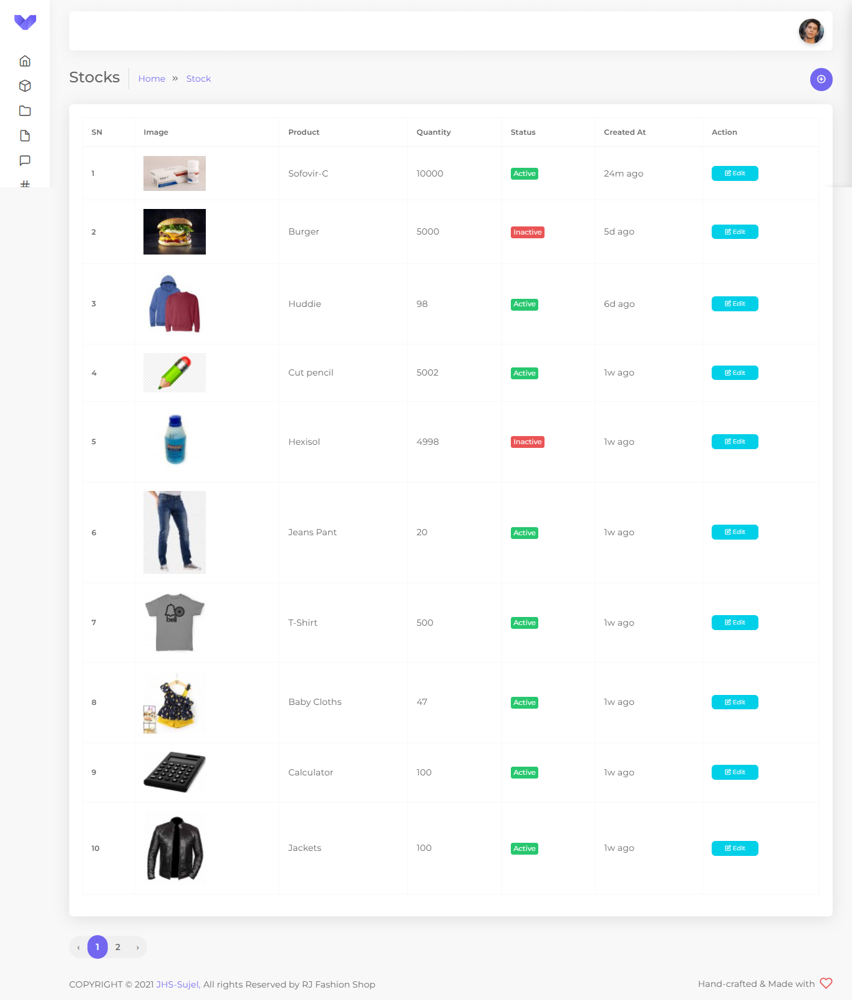 Stocks Home » Stock
SN Image Product Quantity Status Created At Action
1 Sofovir-C 10000 Active 24m ago Edit
2 Burger 5000 Inactive 5d ago Edit
3 Huddie 98 Active 6d ago Edit
4 Cut pencil 5002 Active 1w ago Edit
5 Hexisol 4998 Inactive 1w ago Edit
6 Jeans Pant 20 Active 1w ago Edit
bell
7 T-Shirt 500 Active 1w ago Edit
8 Baby Cloths 47 Active 1w ago Edit
9 Calculator 100 Active 1w ago Edit
10 Jackets 100 Active 1w ago Edit
‹ 1 2 ›
COPYRIGHT © 2021 JHS-Sujel, All rights Reserved by RJ Fashion Shop
Hand-crafted & Made with